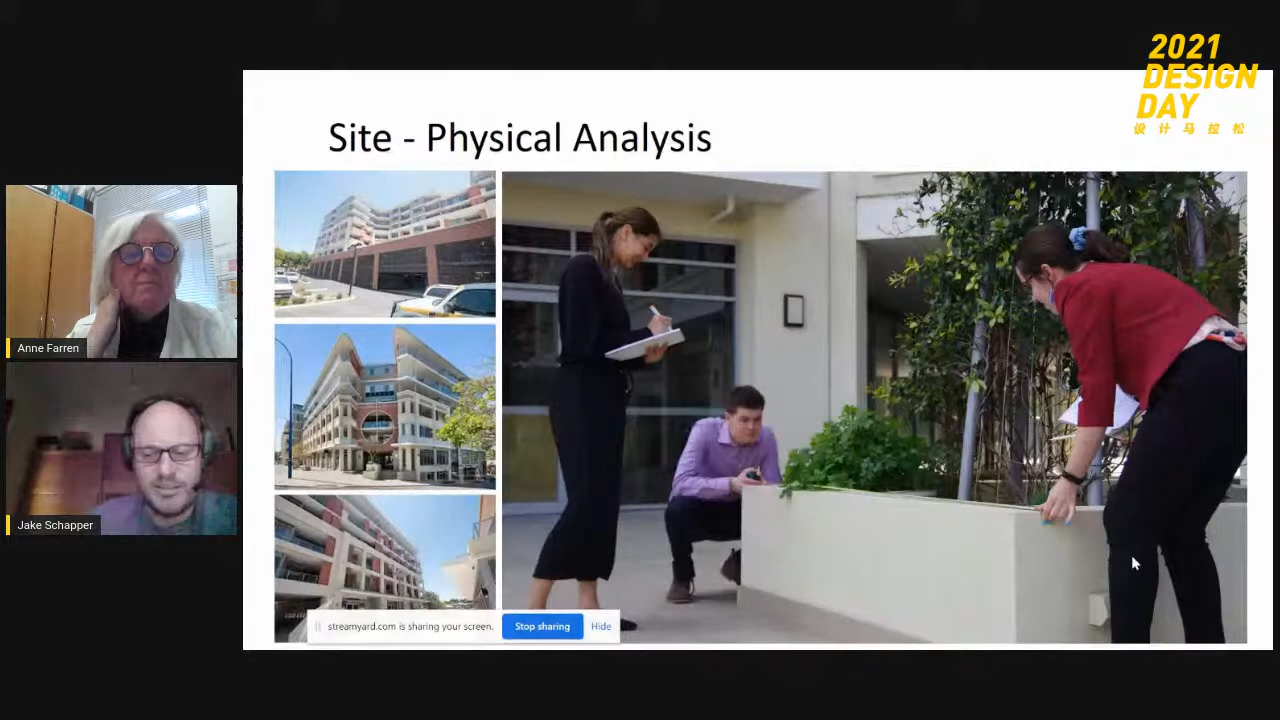 2021
DESIGN
DAY
设计马拉松
Site - Physical Analysis
Anne Farren
Jake Schapper
streamyard.com is sharing your screen.
Stop sharing
Hide